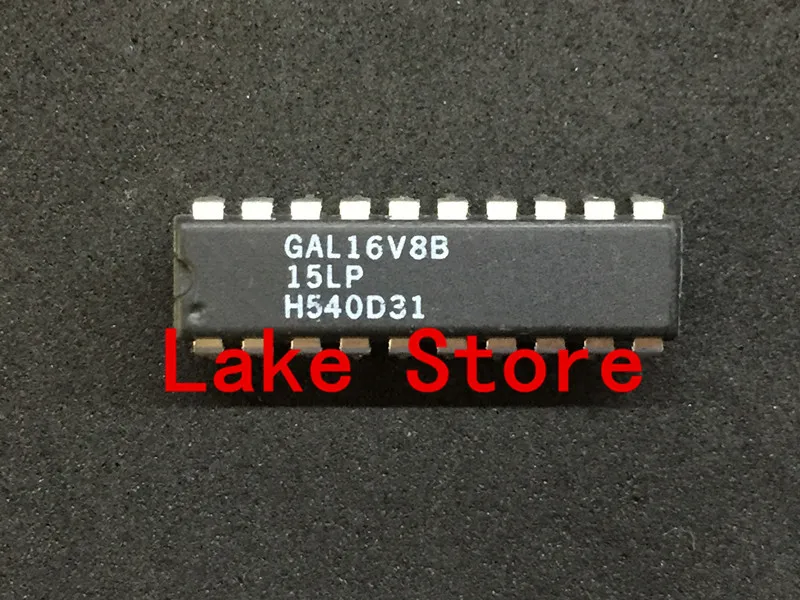 GAL16V8B
15LP
H540D31
Lake Store